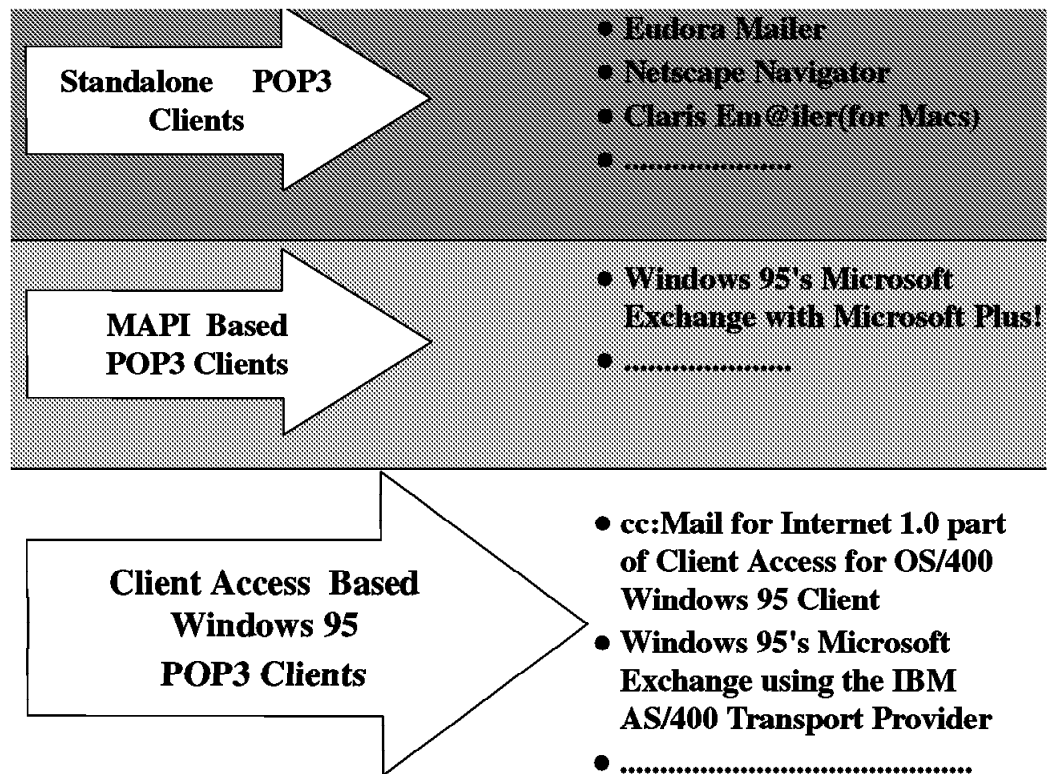 Standalone POP3
Clients
● Eudora Mailer
● Netscape Navigator
● Claris Em@iler(for Macs)
● .....................
MAPI Based
POP3 Clients
● Windows 95's Microsoft
Exchange with Microsoft Plus!
● .....................
Client Access Based
Windows 95
POP3 Clients
● cc:Mail for Internet 1.0 part
of Client Access for OS/400
Windows 95 Client
● Windows 95's Microsoft
Exchange using the IBM
AS/400 Transport Provider
● ............................................